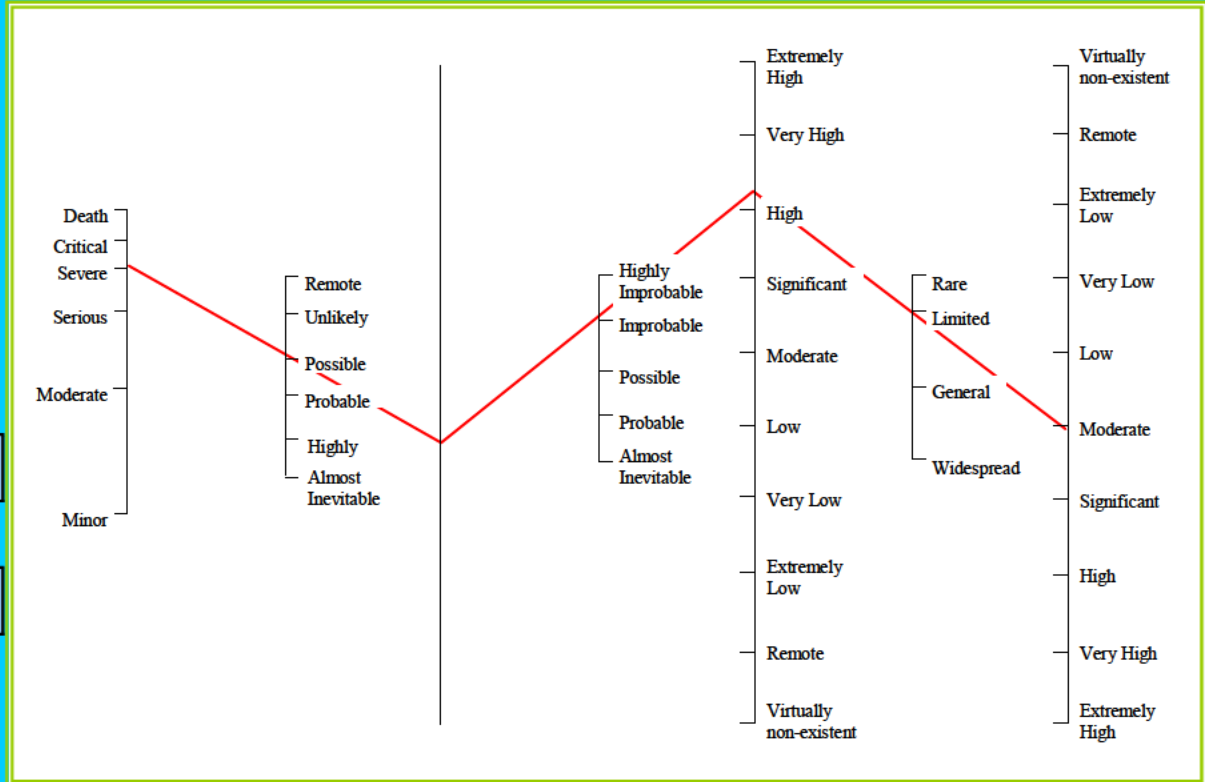 Death
Critical
Severe
Serious
Moderate
Minor
Remote
Unlikely
Possible
Probable
Highly
Almost
Inevitable
Highly
Improbable
Improbable
Possible
Probable
Almost
Inevitable
Extremely
High
Very High
High
Significant
Moderate
Low
Very Low
Extremely
Low
Remote
Virtually
non-existent
Rare
Limited
General
Widespread
Virtually
non-existent
Remote
Extremely
Low
Very Low
Low
Moderate
Significant
High
Very High
Extremely
High